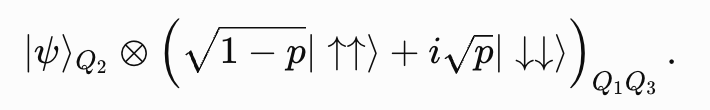 |ψ⟩_{Q_2} ⊗ (√(1 − p)| ↑↑⟩ + i√p| ↓↓⟩)_{Q_1Q_3} .